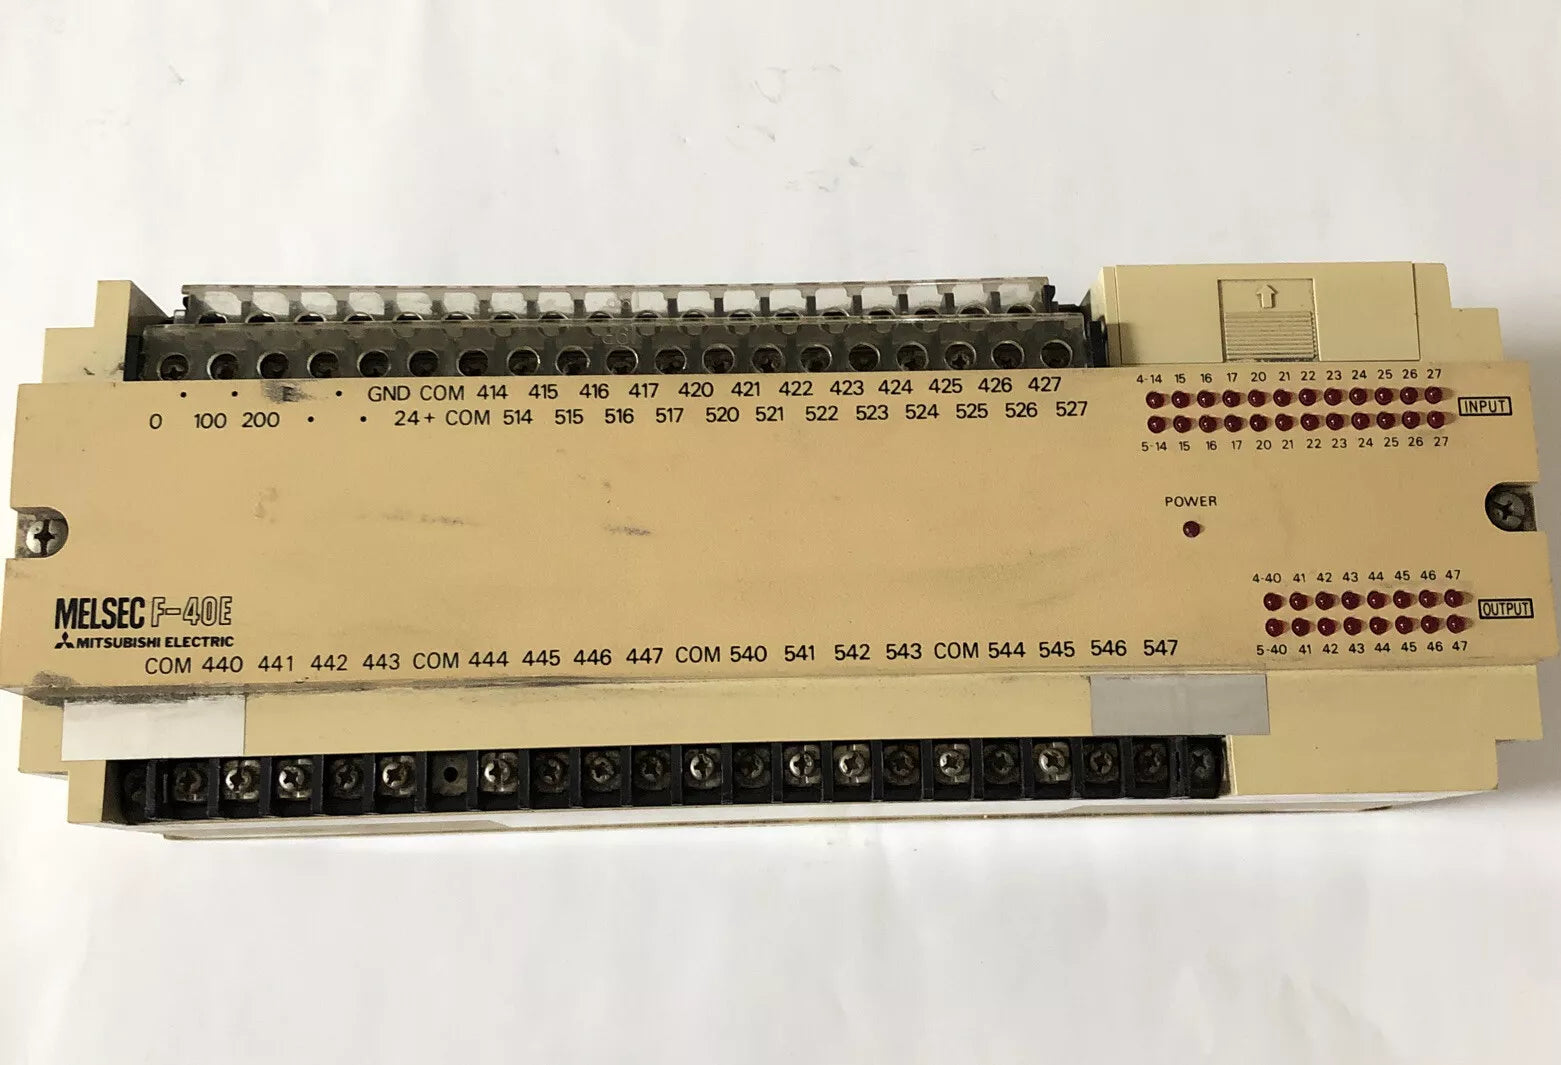 GND COM 414 415 416 417 420 421 422 423 424 425 426 427
0 100 200 24+ COM 514 515 516 517 520 521 522 523 524 525 526 527
4-14 15 16 17 20 21 22 23 24 25 26 27
INPUT
5-14 15 16 17 20 21 22 23 24 25 26 27
POWER
4-40 41 42 43 44 45 46 47
OUTPUT
5-40 41 42 43 44 45 46 47
MELSEC F-40E
MITSUBISHI ELECTRIC
COM 440 441 442 443 COM 444 445 446 447 COM 540 541 542 543 COM 544 545 546 547